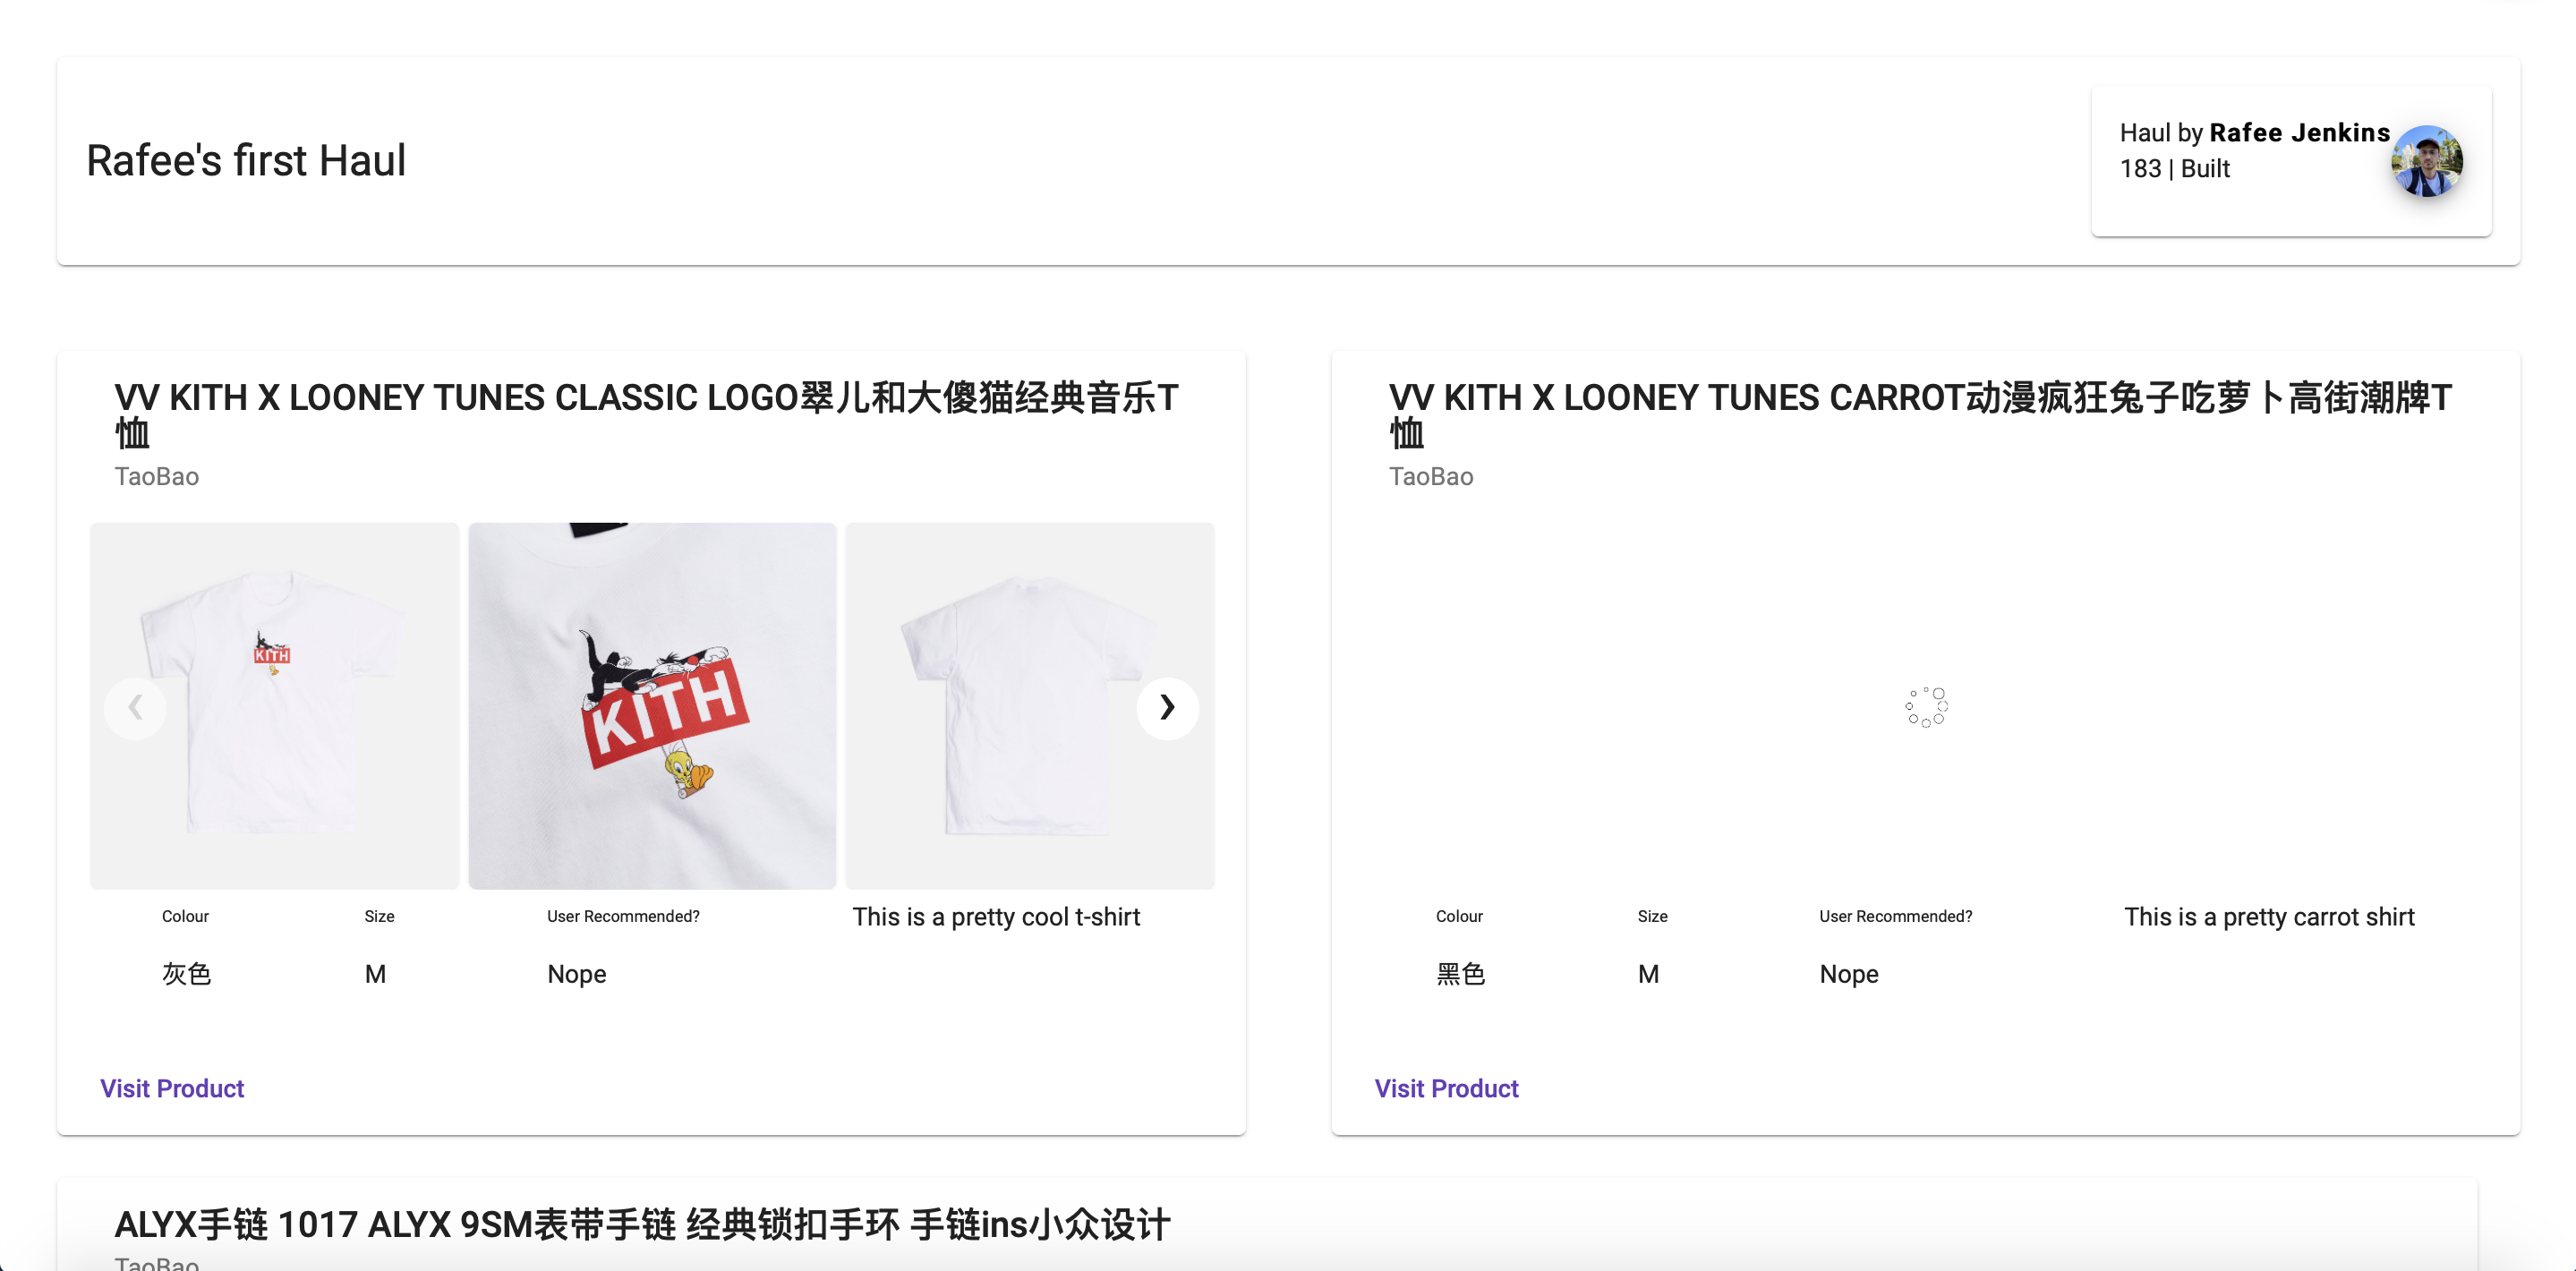 Rafee's first Haul
Haul by Rafee Jenkins
183 | Built
VV KITH X LOONEY TUNES CLASSIC LOGO翠儿和大傻猫经典音乐T
恤
TaoBao
KITH
KITH
Colour
Size
User Recommended?
This is a pretty cool t-shirt
灰色
M
Nope
Visit Product
VV KITH X LOONEY TUNES CARROT动漫疯狂兔子吃萝卜高街潮牌T
恤
TaoBao
Colour
Size
User Recommended?
This is a pretty carrot shirt
黑色
M
Nope
Visit Product
ALYX手链 1017 ALYX 9SM表带手链 经典锁扣手环 手链ins小众设计
TaoBao